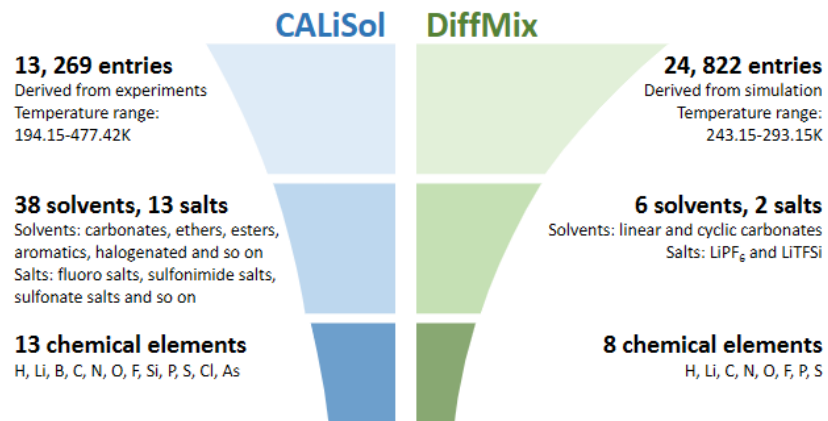 CALiSol
DiffMix
13, 269 entries
Derived from experiments
Temperature range:
194.15-477.42K
24, 822 entries
Derived from simulation
Temperature range:
243.15-293.15K
38 solvents, 13 salts
Solvents: carbonates, ethers, esters,
aromatics, halogenated and so on
Salts: fluoro salts, sulfonimide salts,
sulfonate salts and so on
6 solvents, 2 salts
Solvents: linear and cyclic carbonates
Salts: LiPF₆ and LiTFSi
13 chemical elements
H, Li, B, C, N, O, F, Si, P, S, Cl, As
8 chemical elements
H, Li, C, N, O, F, P, S